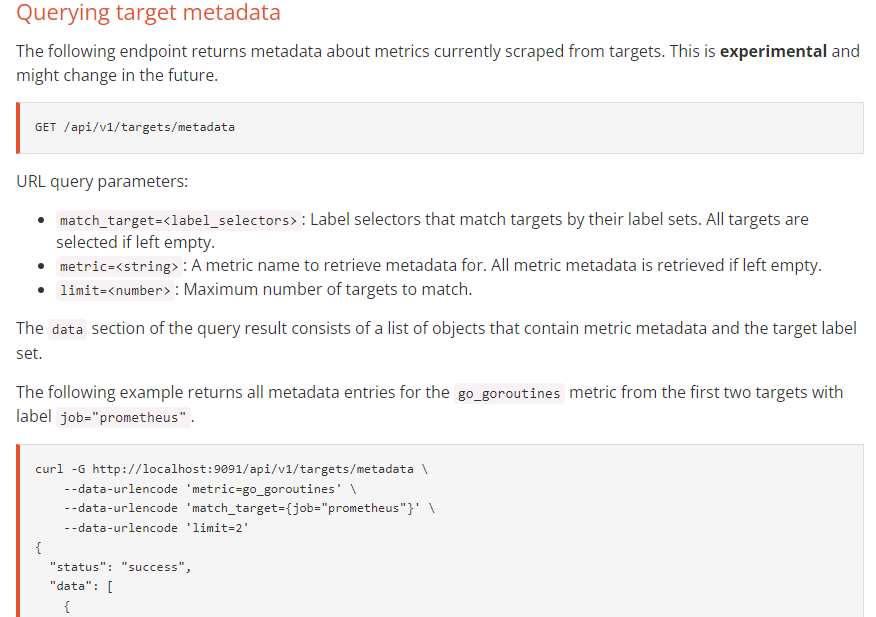 Querying target metadata
The following endpoint returns metadata about metrics currently scraped from targets. This is experimental and
might change in the future.
GET /api/v1/targets/metadata
URL query parameters:
• match_target=<label_selectors> : Label selectors that match targets by their label sets. All targets are
selected if left empty.
• metric=<string> : A metric name to retrieve metadata for. All metric metadata is retrieved if left empty.
• limit=<number> : Maximum number of targets to match.
The data section of the query result consists of a list of objects that contain metric metadata and the target label
set.
The following example returns all metadata entries for the go_goroutines metric from the first two targets with
label job="prometheus" .
curl -G http://localhost:9091/api/v1/targets/metadata \
    --data-urlencode 'metric=go_goroutines' \
    --data-urlencode 'match_target={job="prometheus"}' \
    --data-urlencode 'limit=2'
{
  "status": "success",
  "data": [
    {